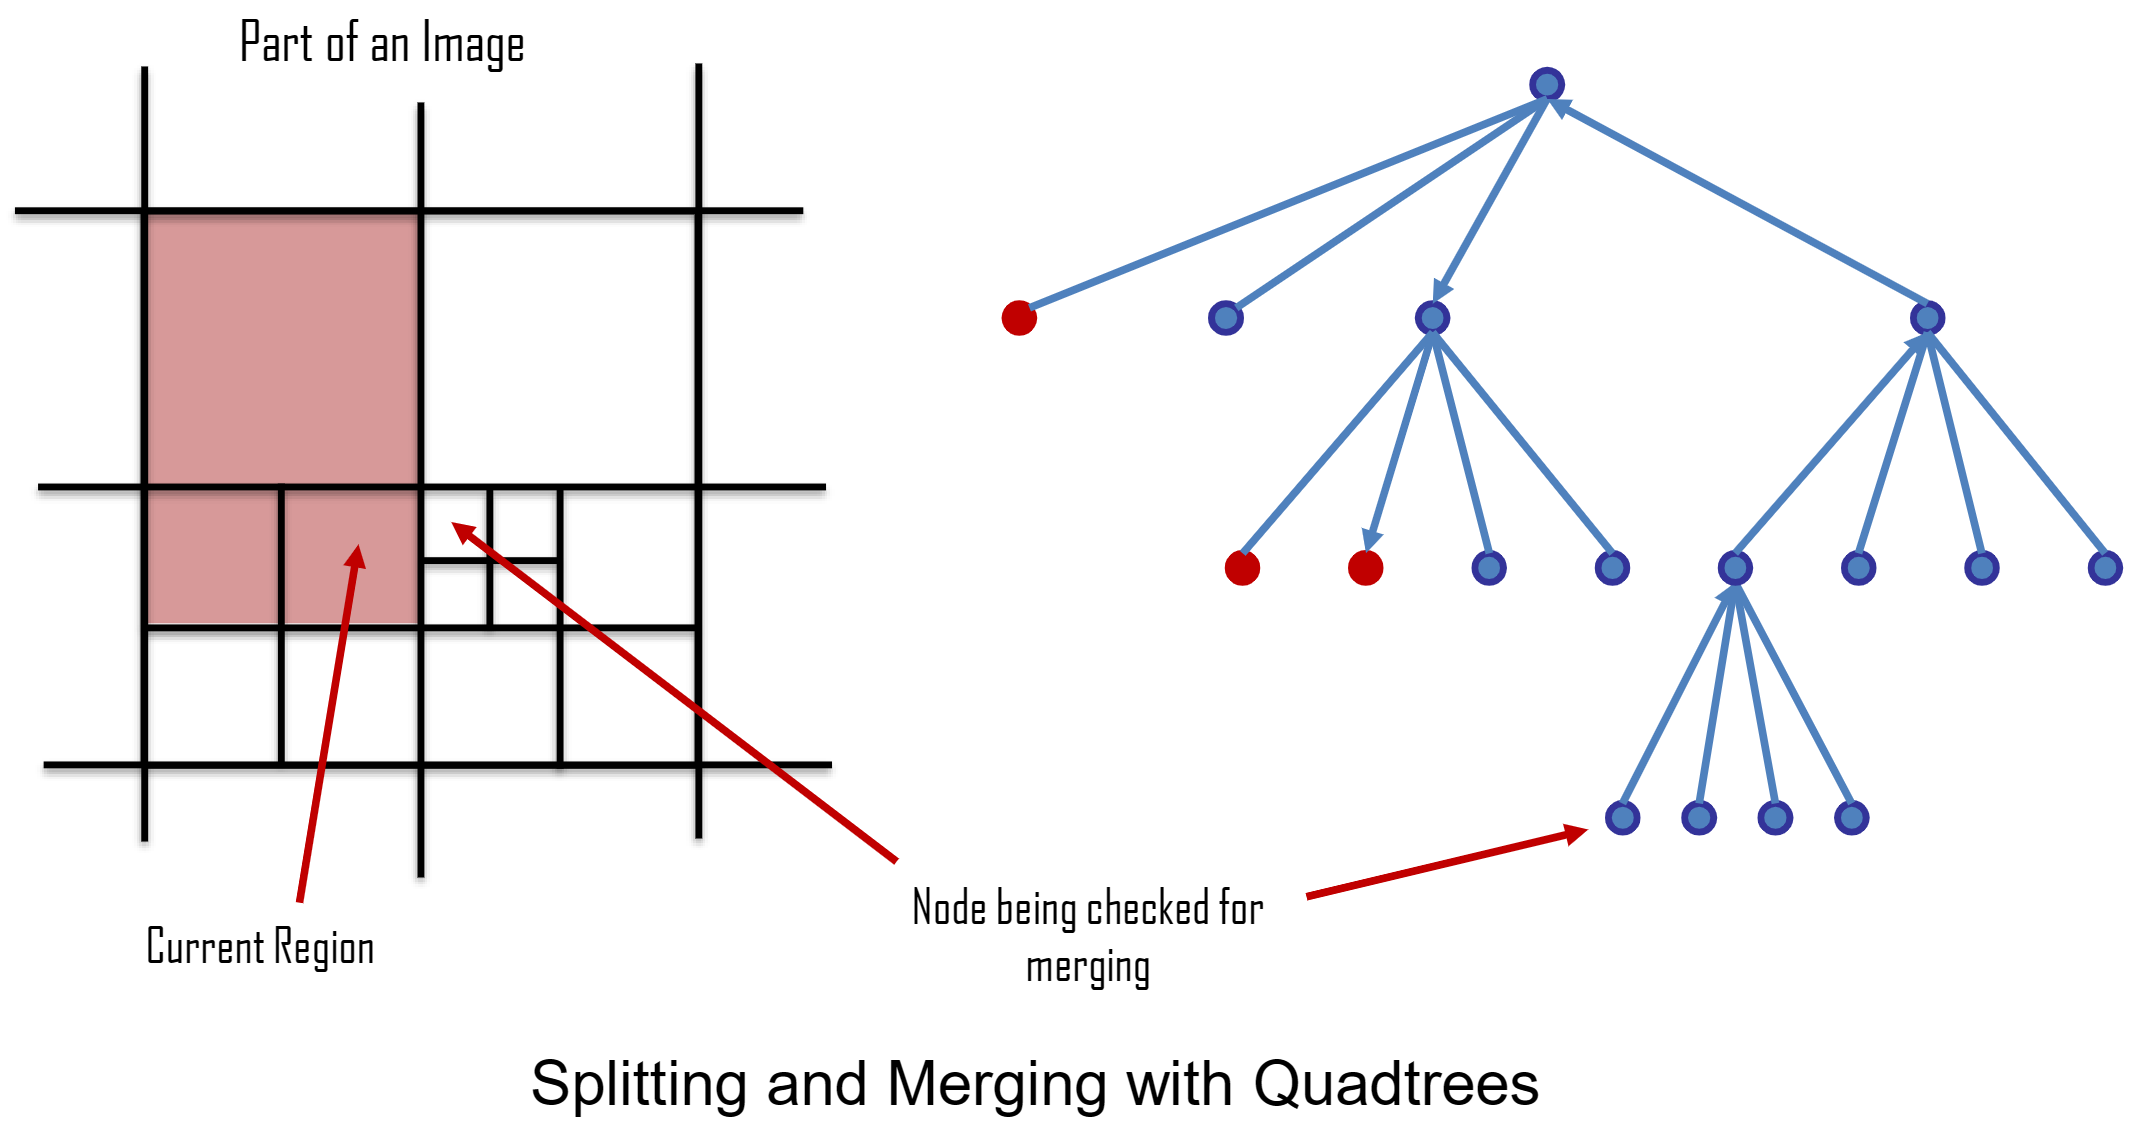 Part of an Image
Current Region
Node being checked for
merging
Splitting and Merging with Quadtrees